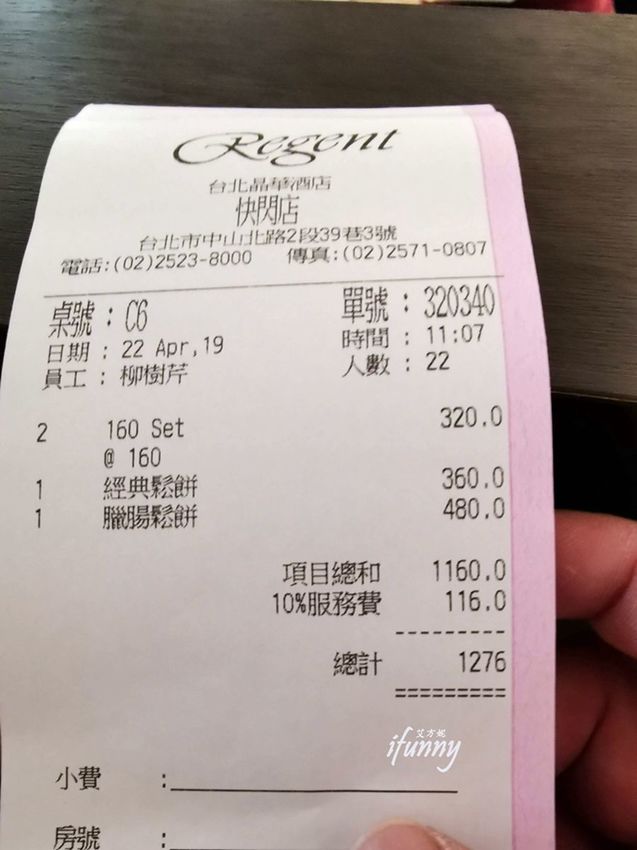 Regent
台北晶華酒店
快閃店
台北市中山北路2段39巷3號
電話:(02)2523-8000 傳真:(02)2571-0807
桌號:C6 單號:320340
日期:22 Apr,19 時間:11:07
員工:柳樹芹 人數:22
2 160 Set 320.0
@ 160
1 經典鬆餅 360.0
1 臘腸鬆餅 480.0
項目總和 1160.0
10%服務費 116.0
---------
總計 1276
=========
艾方妮
ifunny
小費 :
房號 :